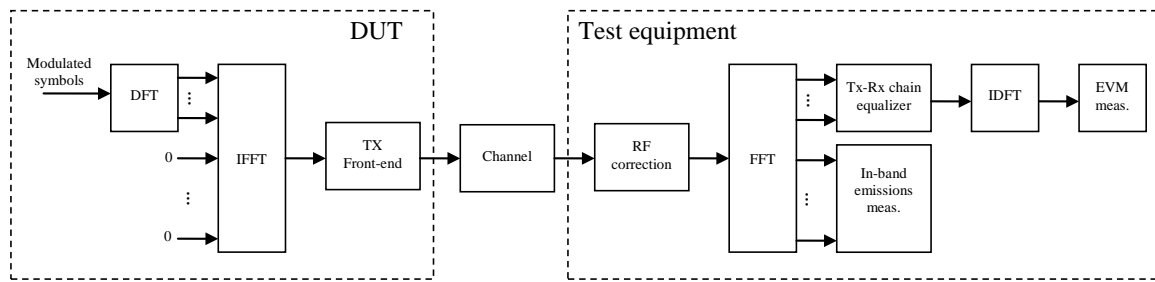 DUT
Test equipment
Modulated
symbols
DFT
...
0
...
0
IFFT
TX
Front-end
Channel
RF
correction
FFT
...
...
Tx-Rx chain
equalizer
IDFT
EVM
meas.
In-band
emissions
meas.